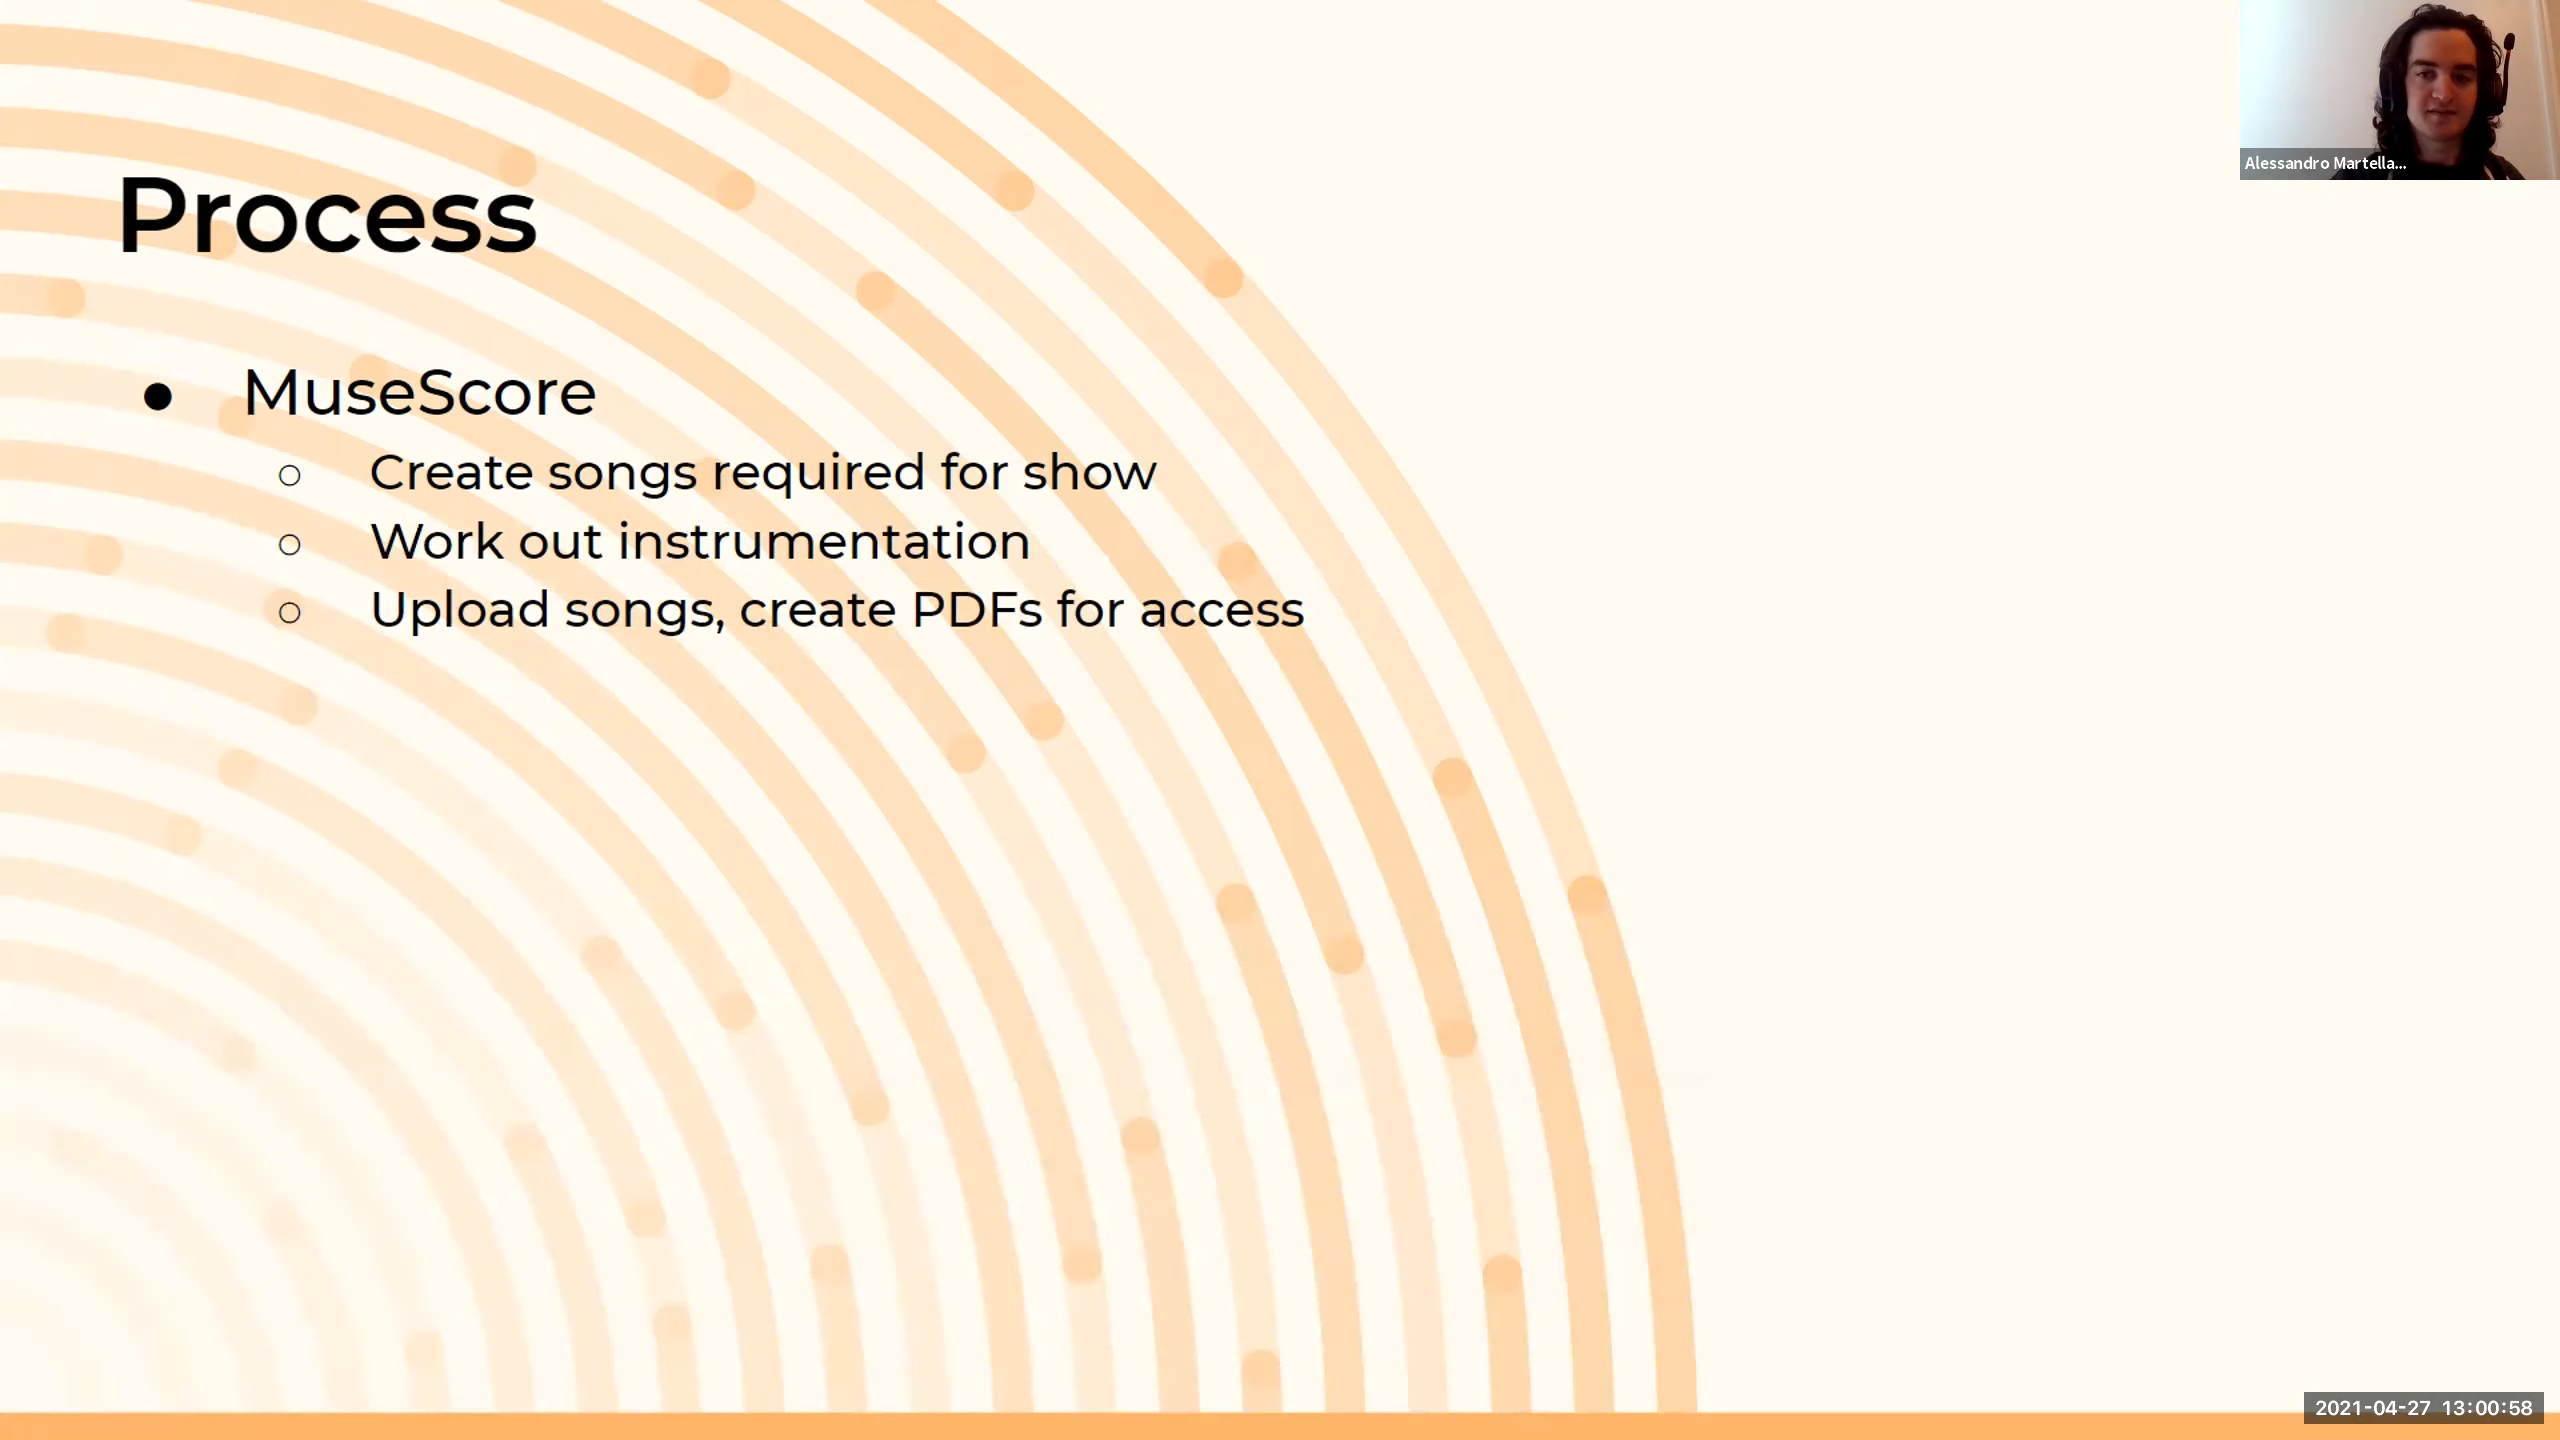 Process
● MuseScore
○ Create songs required for show
○ Work out instrumentation
○ Upload songs, create PDFs for access
Alessandro Martella...
2021-04-27 13:00:58